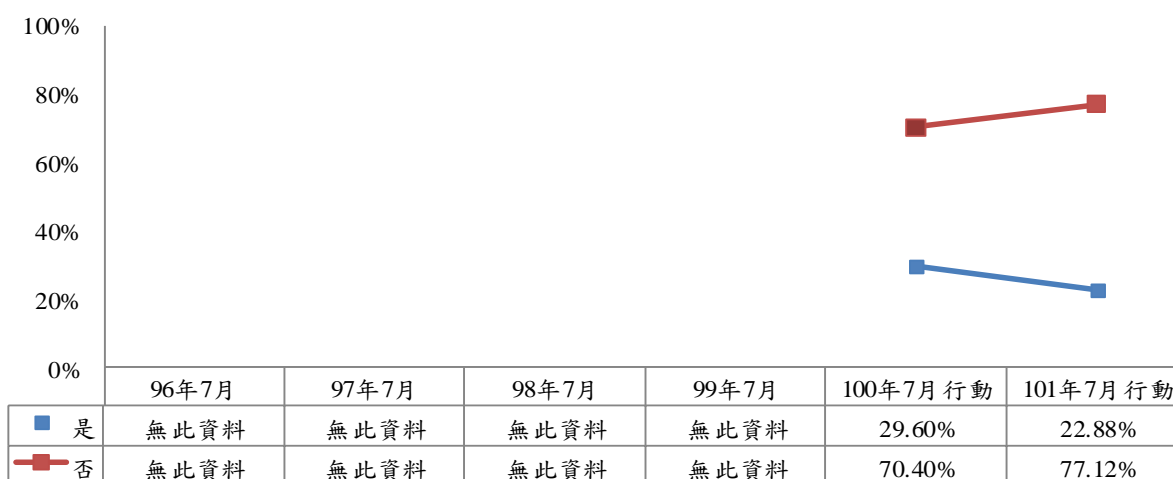 100%
80%
60%
40%
20%
0%
96年7月 97年7月 98年7月 99年7月 100年7月行動 101年7月行動
是 無此資料 無此資料 無此資料 無此資料 29.60% 22.88%
否 無此資料 無此資料 無此資料 無此資料 70.40% 77.12%